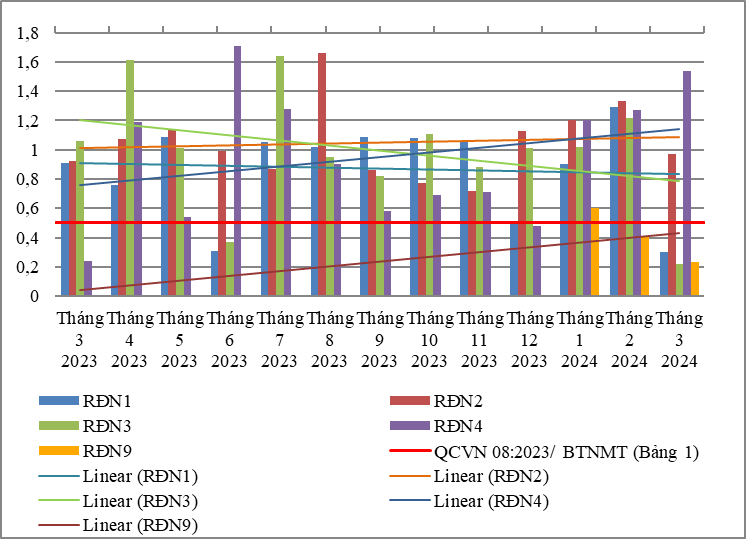 1,8
1,6
1,4
1,2
1
0,8
0,6
0,4
0,2
0
Tháng 3 2023
Tháng 4 2023
Tháng 5 2023
Tháng 6 2023
Tháng 7 2023
Tháng 8 2023
Tháng 9 2023
Tháng 10 2023
Tháng 11 2023
Tháng 12 2023
Tháng 1 2024
Tháng 2 2024
Tháng 3 2024
RĐN1
RĐN2
RĐN3
RĐN4
RĐN9
QCVN 08:2023/ BTNMT (Bảng 1)
Linear (RĐN1)
Linear (RĐN2)
Linear (RĐN3)
Linear (RĐN4)
Linear (RĐN9)